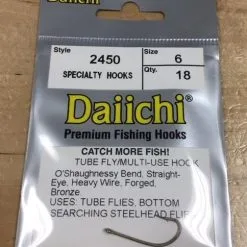 Daiichi
Style
2450
Size
6
SPECIALTY HOOKS
Qty.
18
Daiichi®
Premium Fishing Hooks
CATCH MORE FISH!
TUBE FLY/MULTI-USE HOOK
O'Shaughnessy Bend, Straight-
Eye, Heavy Wire, Forged,
Bronze.
USES: TUBE FLIES, BOTTOM
SEARCHING STEELHEAD FLIE